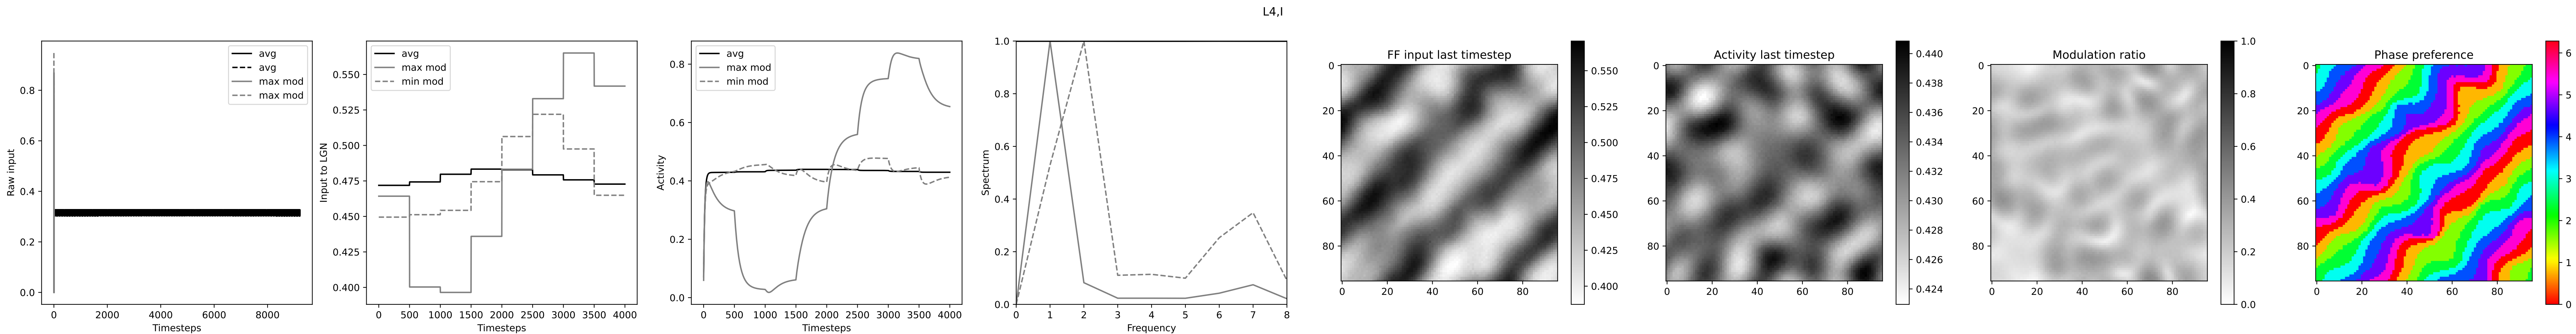 L4,I
avg
avg
max mod
max mod
Raw input
0.8
0.6
0.4
0.2
0.0
0 2000 4000 6000 8000
Timesteps
avg
max mod
min mod
Input to LGN
0.550
0.525
0.500
0.475
0.450
0.425
0.400
0 500 1000 1500 2000 2500 3000 3500 4000
Timesteps
avg
max mod
min mod
Activity
0.8
0.6
0.4
0.2
0.0
0 500 1000 1500 2000 2500 3000 3500 4000
Timesteps
Spectrum
1.0
0.8
0.6
0.4
0.2
0.0
0 1 2 3 4 5 6 7 8
Frequency
FF input last timestep
0
20
40
60
80
0 20 40 60 80
0.550
0.525
0.500
0.475
0.450
0.425
0.400
Activity last timestep
0
20
40
60
80
0 20 40 60 80
0.440
0.438
0.436
0.434
0.432
0.430
0.428
0.426
0.424
Modulation ratio
0
20
40
60
80
0 20 40 60 80
1.0
0.8
0.6
0.4
0.2
0.0
Phase preference
0
20
40
60
80
0 20 40 60 80
6
5
4
3
2
1
0